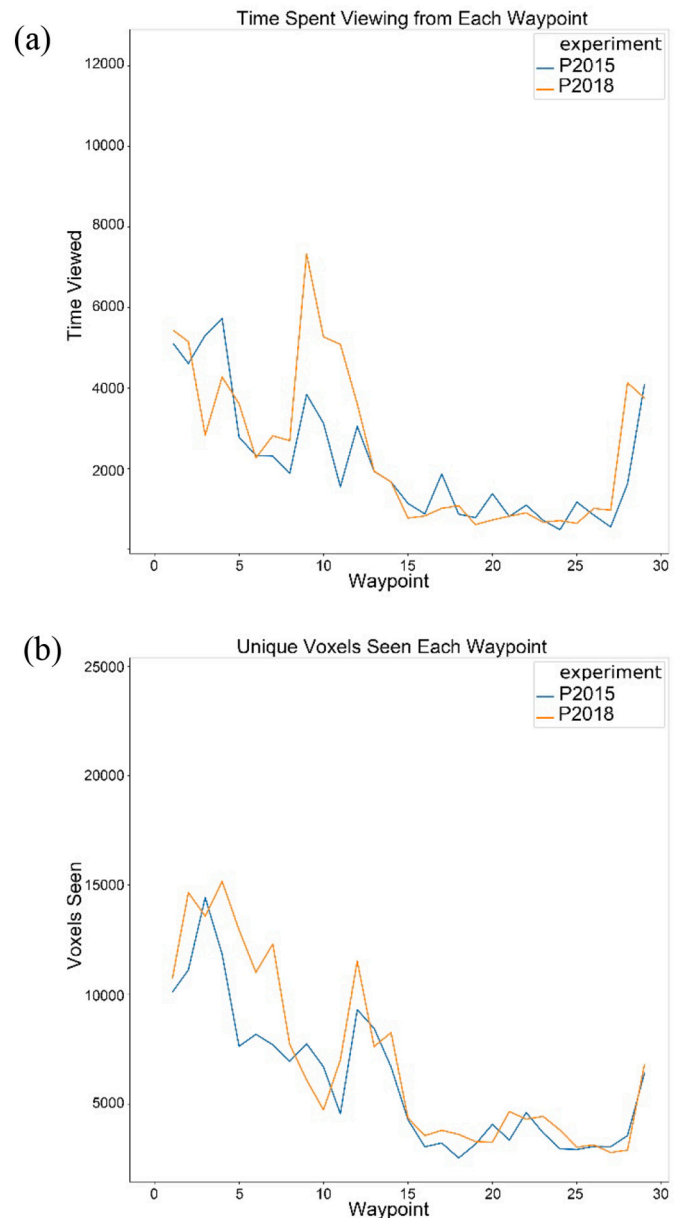 (a)
Time Spent Viewing from Each Waypoint
experiment
P2015
P2018
12000
10000
8000
6000
4000
2000
Time Viewed
0 5 10 15 20 25 30
Waypoint
(b)
Unique Voxels Seen Each Waypoint
experiment
P2015
P2018
25000
20000
15000
10000
5000
Voxels Seen
0 5 10 15 20 25 30
Waypoint